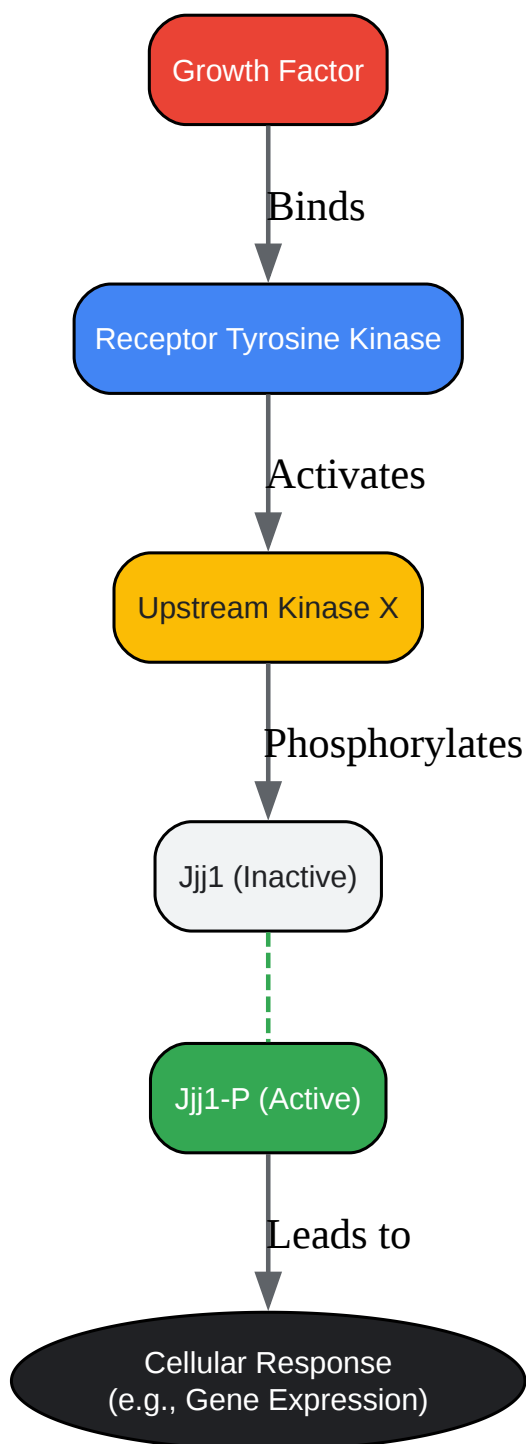 Growth Factor
Binds
Receptor Tyrosine Kinase
Activates
Upstream Kinase X
Phosphorylates
Jjj1 (Inactive)
Jjj1-P (Active)
Leads to
Cellular Response
(e.g., Gene Expression)